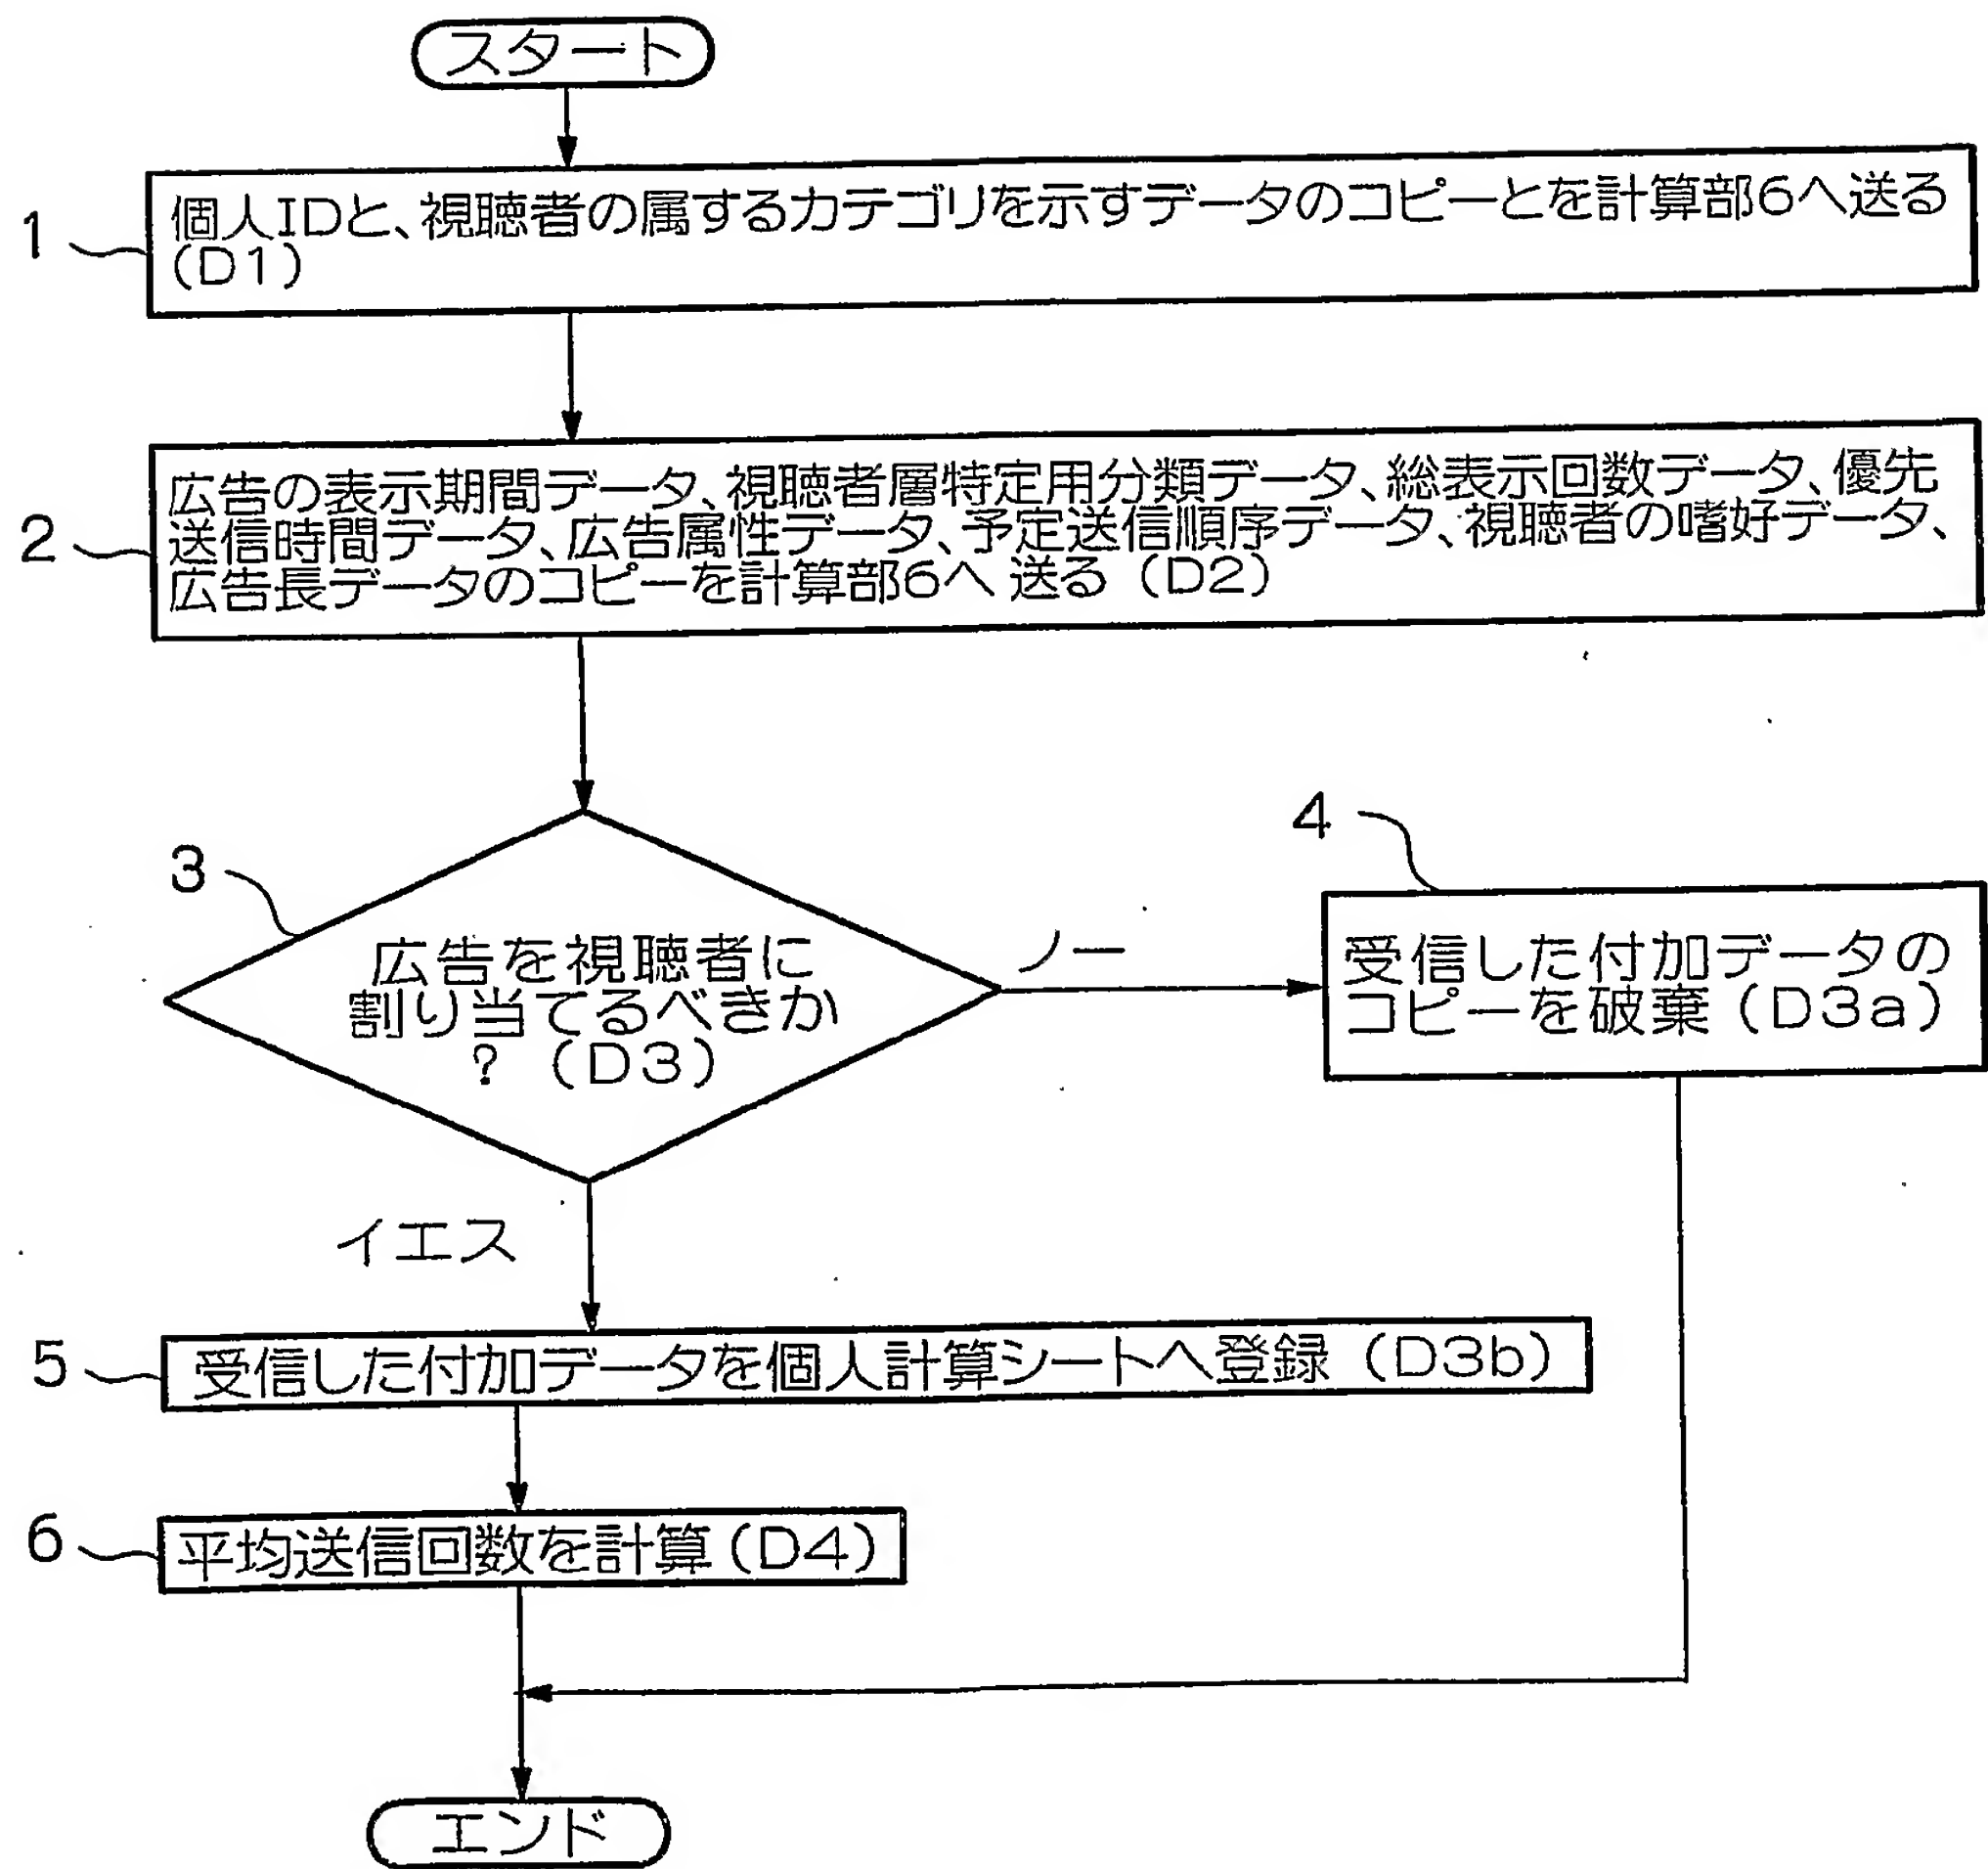 スタート
1
個人IDと、視聴者の属するカテゴリを示すデータのコピーとを計算部6へ送る
(D1)
2
広告の表示期間データ、視聴者層特定用分類データ、総表示回数データ、優先
送信時間データ、広告属性データ、予定送信順序データ、視聴者の嗜好データ、
広告長データのコピーを計算部6へ送る(D2)
3
広告を視聴者に
割り当てるべきか
?(D3)
ノー
4
受信した付加データの
コピーを破棄(D3a)
イエス
5
受信した付加データを個人計算シートへ登録(D3b)
6
平均送信回数を計算(D4)
エンド